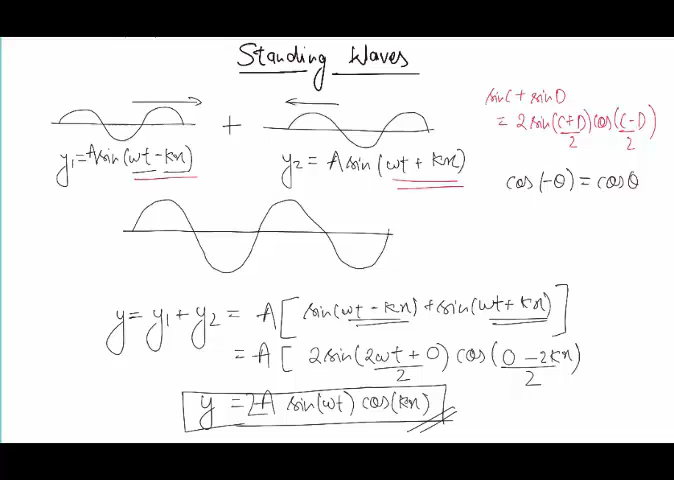 Standing Waves
sinC + sinD
= 2 sin(C+D/2) cos(C-D/2)
+
y₁ = A sin(ωt - kx)
y₂ = A sin(ωt + kx)
cos(-θ) = cosθ
y = y₁ + y₂ = A[ sin(ωt - kx) + sin(ωt + kx) ]
= A[ 2 sin(2ωt + 0/2) cos(0 - 2kx/2)
y = 2A sin(ωt) cos(kx)